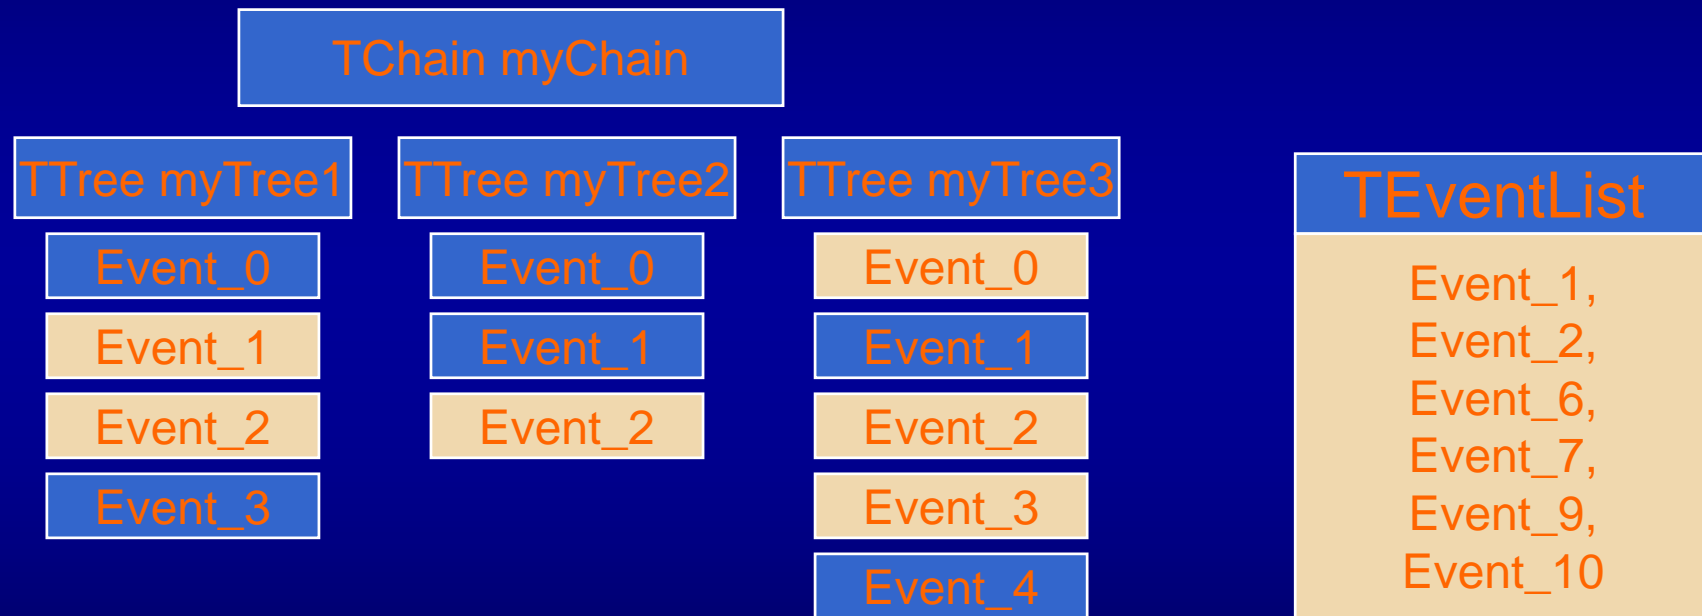 TChain myChain
TTree myTree1
TTree myTree2
TTree myTree3
TEventList
Event_0
Event_1
Event_2
Event_3
Event_0
Event_1
Event_2
Event_0
Event_1
Event_2
Event_3
Event_4
Event_1,
Event_2,
Event_6,
Event_7,
Event_9,
Event_10